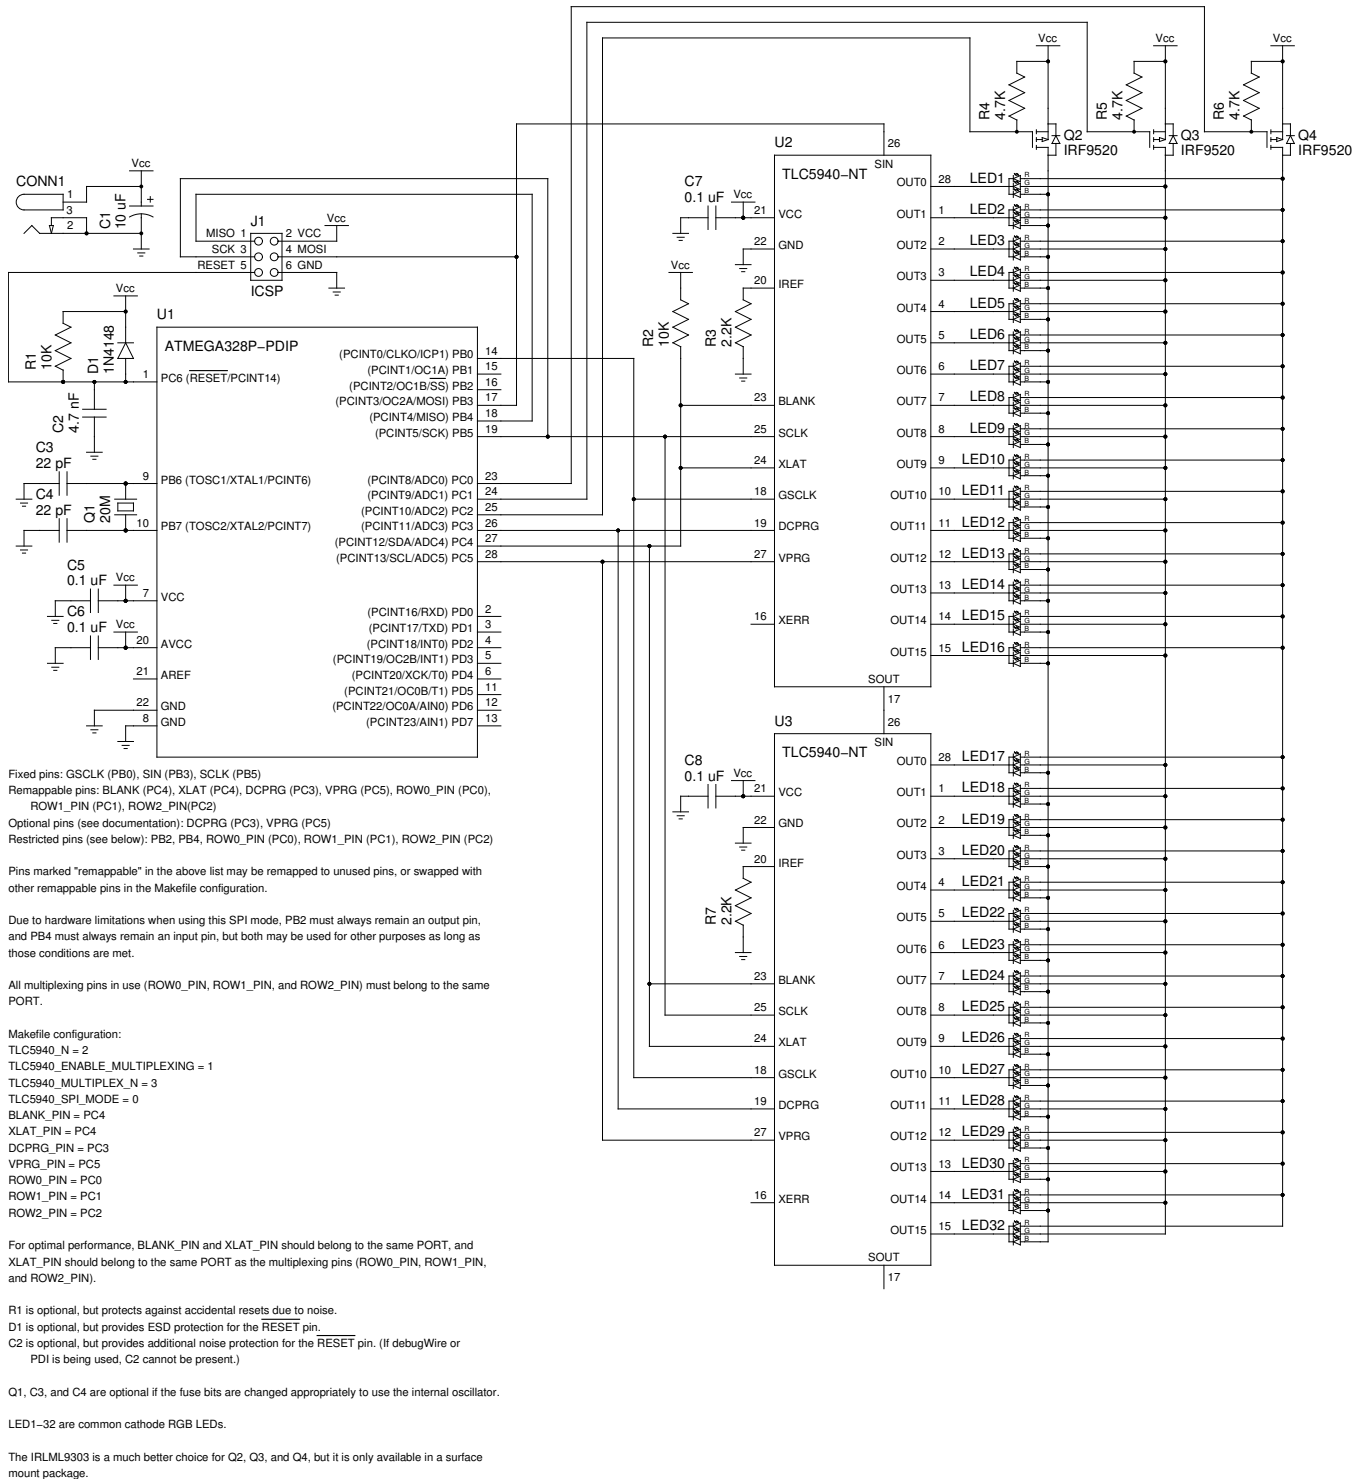 Vcc
Vcc
Vcc
R4
4.7K
R5
4.7K
R6
4.7K
Q2
IRF9520
Q3
IRF9520
Q4
IRF9520
CONN1
1
3
2
Vcc
C1
10 uF
+
J1
MISO 1
2 VCC
SCK 3
4 MOSI
RESET 5
6 GND
ICSP
Vcc
Vcc
R1
10K
D1
1N4148
C2
4.7 nF
C3
22 pF
C4
22 pF
Q1
20M
C5
0.1 uF
Vcc
C6
0.1 uF
Vcc
U1
ATMEGA328P-PDIP
1 PC6 (RESET/PCINT14)
9 PB6 (TOSC1/XTAL1/PCINT6)
10 PB7 (TOSC2/XTAL2/PCINT7)
7 VCC
20 AVCC
21 AREF
22 GND
8 GND
(PCINT0/CLKO/ICP1) PB0 14
(PCINT1/OC1A) PB1 15
(PCINT2/OC1B/SS) PB2 16
(PCINT3/OC2A/MOSI) PB3 17
(PCINT4/MISO) PB4 18
(PCINT5/SCK) PB5 19
(PCINT8/ADC0) PC0 23
(PCINT9/ADC1) PC1 24
(PCINT10/ADC2) PC2 25
(PCINT11/ADC3) PC3 26
(PCINT12/SDA/ADC4) PC4 27
(PCINT13/SCL/ADC5) PC5 28
(PCINT16/RXD) PD0 2
(PCINT17/TXD) PD1 3
(PCINT18/INT0) PD2 4
(PCINT19/OC2B/INT1) PD3 5
(PCINT20/XCK/T0) PD4 6
(PCINT21/OC0B/T1) PD5 11
(PCINT22/OC0A/AIN0) PD6 12
(PCINT23/AIN1) PD7 13
C7
0.1 uF
Vcc
Vcc
R2
10K
R3
2.2K
U2
TLC5940-NT
26
SIN
21 VCC
22 GND
20 IREF
23 BLANK
25 SCLK
24 XLAT
18 GSCLK
19 DCPRG
27 VPRG
16 XERR
SOUT
17
OUT0 28 LED1 R G B
OUT1 1 LED2 R G B
OUT2 2 LED3 R G B
OUT3 3 LED4 R G B
OUT4 4 LED5 R G B
OUT5 5 LED6 R G B
OUT6 6 LED7 R G B
OUT7 7 LED8 R G B
OUT8 8 LED9 R G B
OUT9 9 LED10 R G B
OUT10 10 LED11 R G B
OUT11 11 LED12 R G B
OUT12 12 LED13 R G B
OUT13 13 LED14 R G B
OUT14 14 LED15 R G B
OUT15 15 LED16 R G B
C8
0.1 uF
Vcc
R7
2.2K
U3
TLC5940-NT
26
SIN
21 VCC
22 GND
20 IREF
23 BLANK
25 SCLK
24 XLAT
18 GSCLK
19 DCPRG
27 VPRG
16 XERR
SOUT
17
OUT0 28 LED17 R G B
OUT1 1 LED18 R G B
OUT2 2 LED19 R G B
OUT3 3 LED20 R G B
OUT4 4 LED21 R G B
OUT5 5 LED22 R G B
OUT6 6 LED23 R G B
OUT7 7 LED24 R G B
OUT8 8 LED25 R G B
OUT9 9 LED26 R G B
OUT10 10 LED27 R G B
OUT11 11 LED28 R G B
OUT12 12 LED29 R G B
OUT13 13 LED30 R G B
OUT14 14 LED31 R G B
OUT15 15 LED32 R G B
Fixed pins: GSCLK (PB0), SIN (PB3), SCLK (PB5)
Remappable pins: BLANK (PC4), XLAT (PC4), DCPRG (PC3), VPRG (PC5), ROW0_PIN (PC0),
ROW1_PIN (PC1), ROW2_PIN(PC2)
Optional pins (see documentation): DCPRG (PC3), VPRG (PC5)
Restricted pins (see below): PB2, PB4, ROW0_PIN (PC0), ROW1_PIN (PC1), ROW2_PIN (PC2)
Pins marked "remappable" in the above list may be remapped to unused pins, or swapped with
other remappable pins in the Makefile configuration.
Due to hardware limitations when using this SPI mode, PB2 must always remain an output pin,
and PB4 must always remain an input pin, but both may be used for other purposes as long as
those conditions are met.
All multiplexing pins in use (ROW0_PIN, ROW1_PIN, and ROW2_PIN) must belong to the same
PORT.
Makefile configuration:
TLC5940_N = 2
TLC5940_ENABLE_MULTIPLEXING = 1
TLC5940_MULTIPLEX_N = 3
TLC5940_SPI_MODE = 0
BLANK_PIN = PC4
XLAT_PIN = PC4
DCPRG_PIN = PC3
VPRG_PIN = PC5
ROW0_PIN = PC0
ROW1_PIN = PC1
ROW2_PIN = PC2
For optimal performance, BLANK_PIN and XLAT_PIN should belong to the same PORT, and
XLAT_PIN should belong to the same PORT as the multiplexing pins (ROW0_PIN, ROW1_PIN,
and ROW2_PIN).
R1 is optional, but protects against accidental resets due to noise.
D1 is optional, but provides ESD protection for the RESET pin.
C2 is optional, but provides additional noise protection for the RESET pin. (If debugWire or
PDI is being used, C2 cannot be present.)
Q1, C3, and C4 are optional if the fuse bits are changed appropriately to use the internal oscillator.
LED1-32 are common cathode RGB LEDs.
The IRLML9303 is a much better choice for Q2, Q3, and Q4, but it is only available in a surface
mount package.